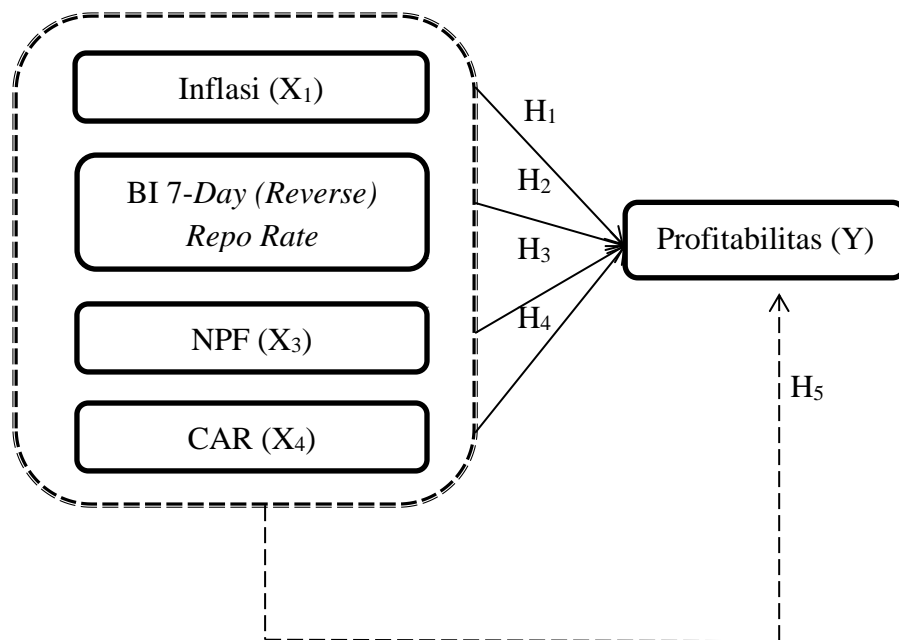 Inflasi (X₁)
H₁
BI 7-Day (Reverse)
Repo Rate
H₂
H₃
Profitabilitas (Y)
NPF (X₃)
H₄
CAR (X₄)
H₅